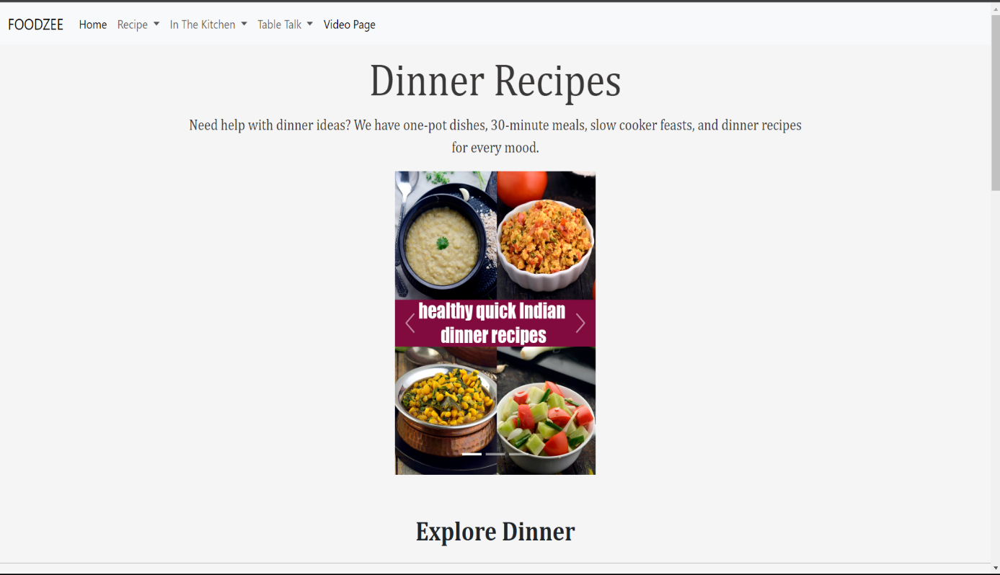 FOODZEE Home Recipe In The Kitchen Table Talk Video Page
Dinner Recipes
Need help with dinner ideas? We have one-pot dishes, 30-minute meals, slow cooker feasts, and dinner recipes
for every mood.
healthy quick Indian
dinner recipes
Explore Dinner